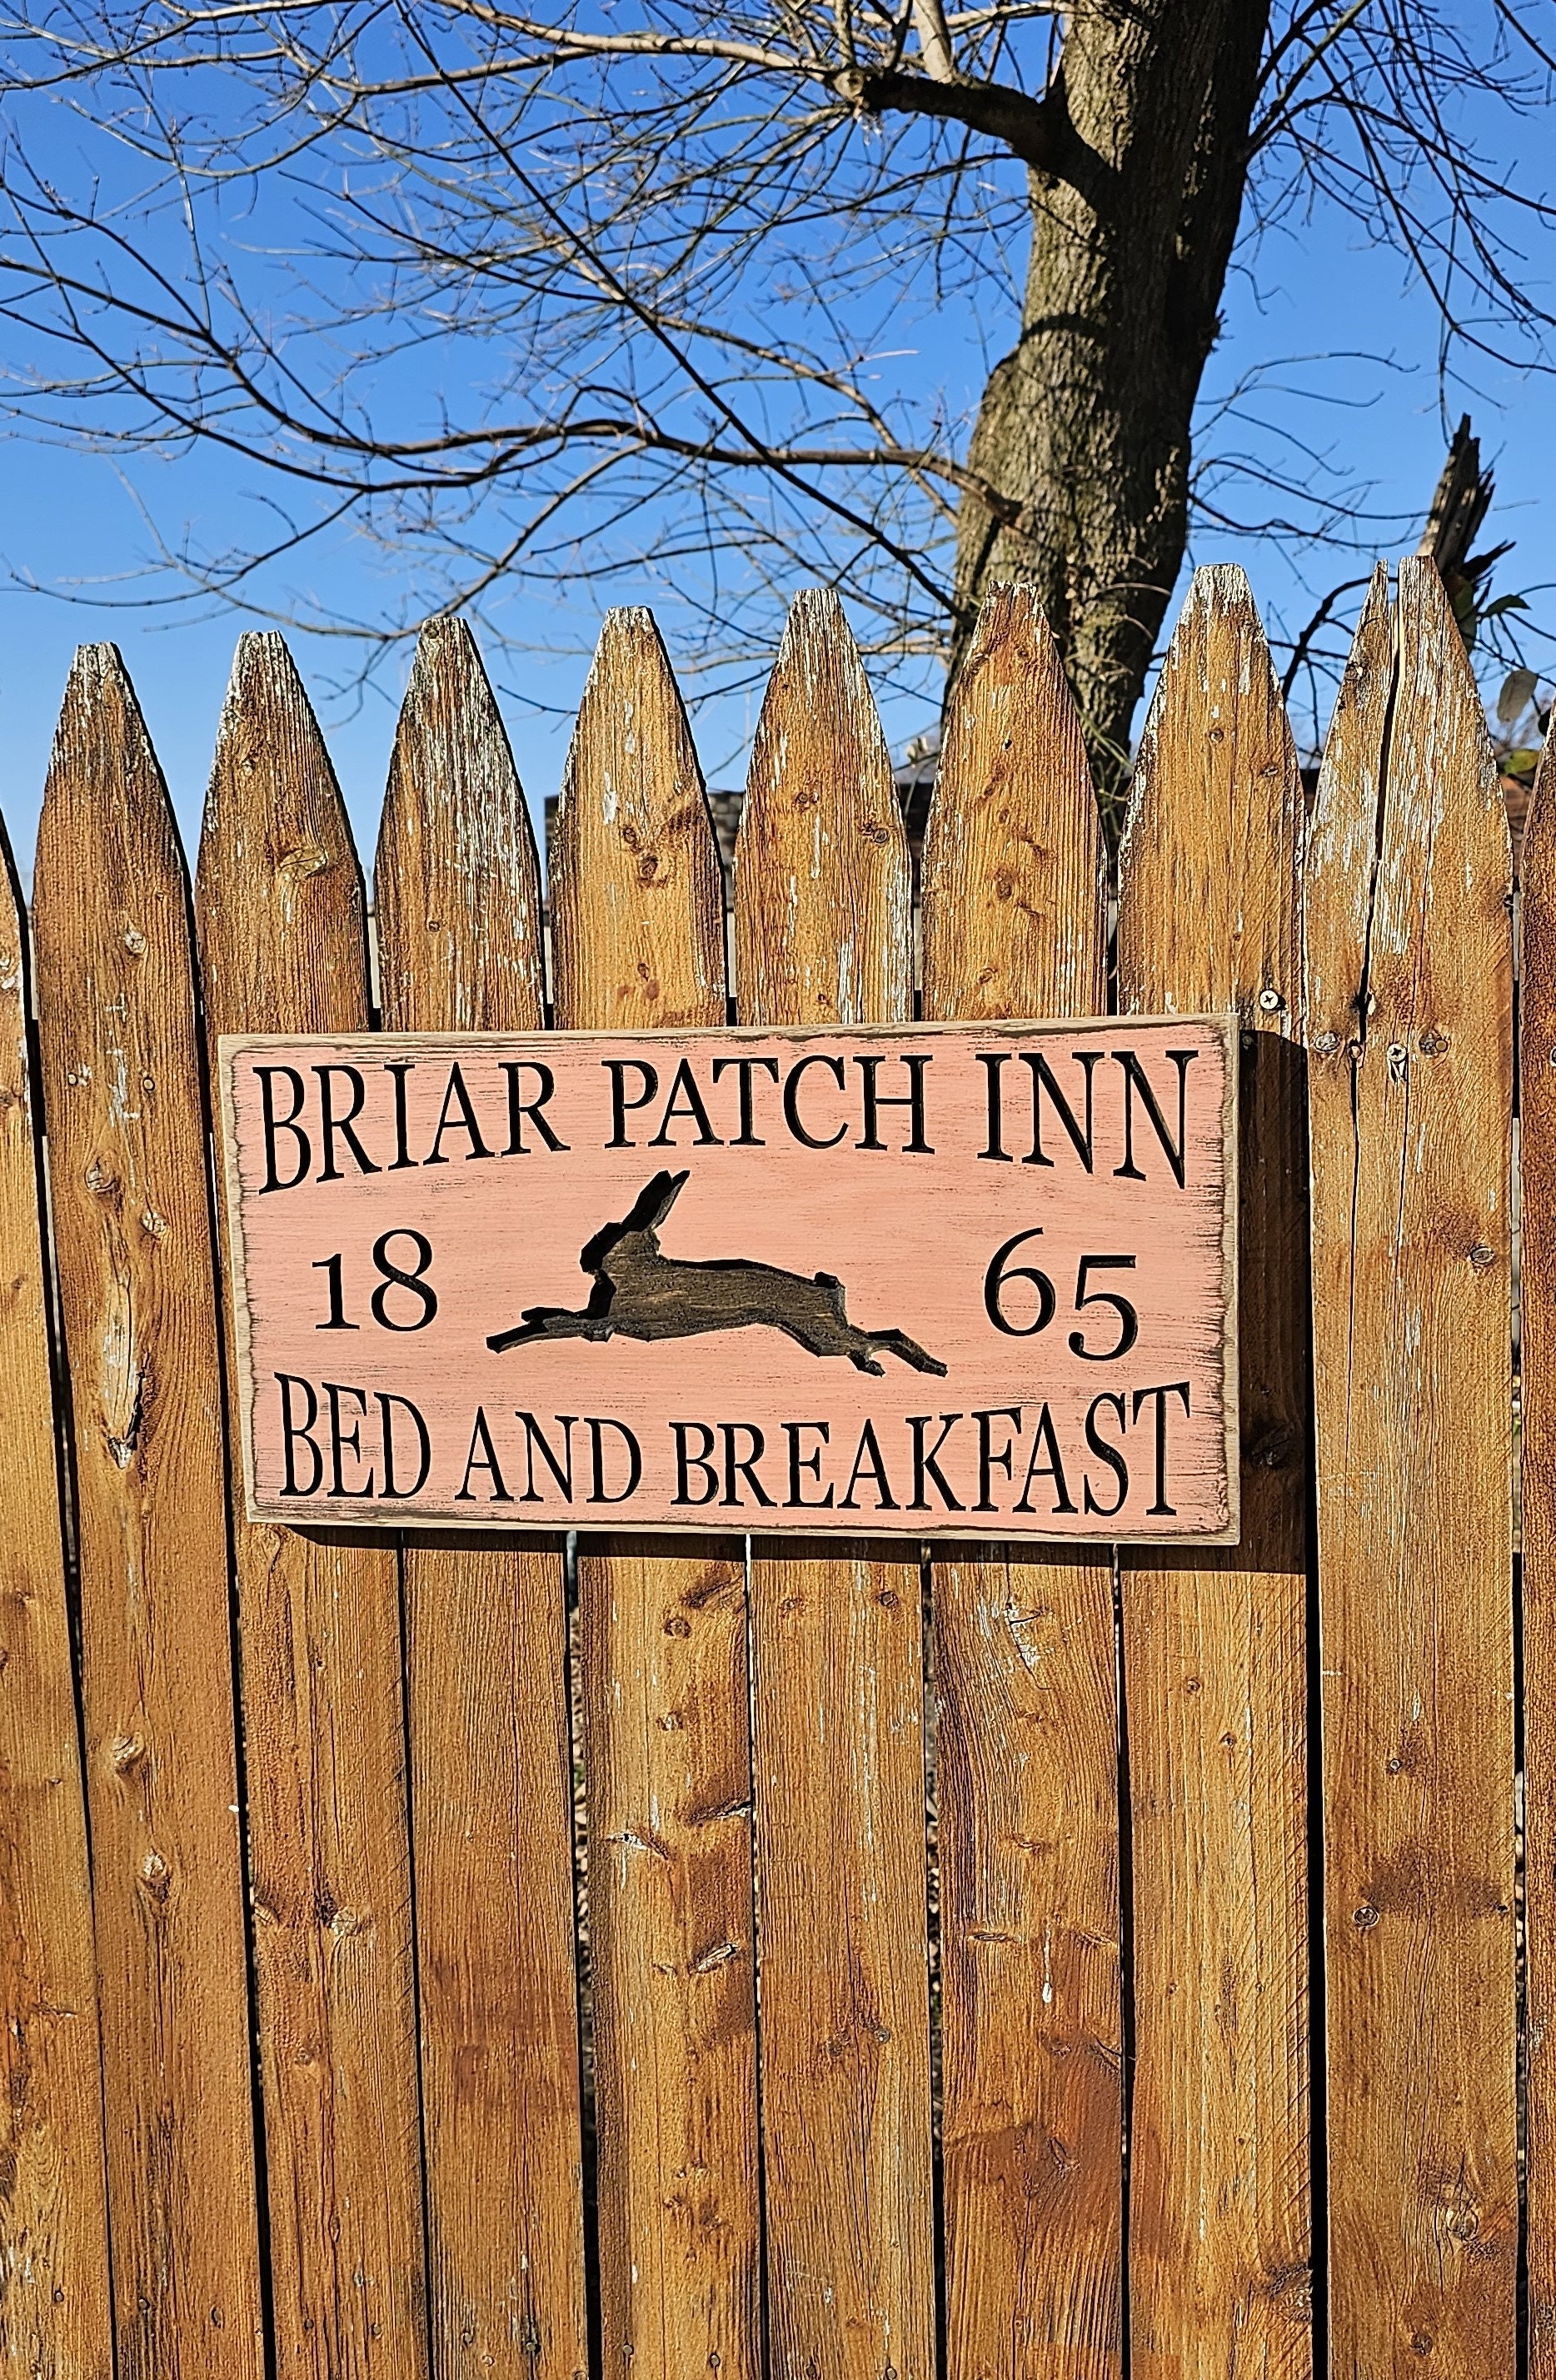 BRIAR PATCH INN
18 65
BED AND BREAKFAST